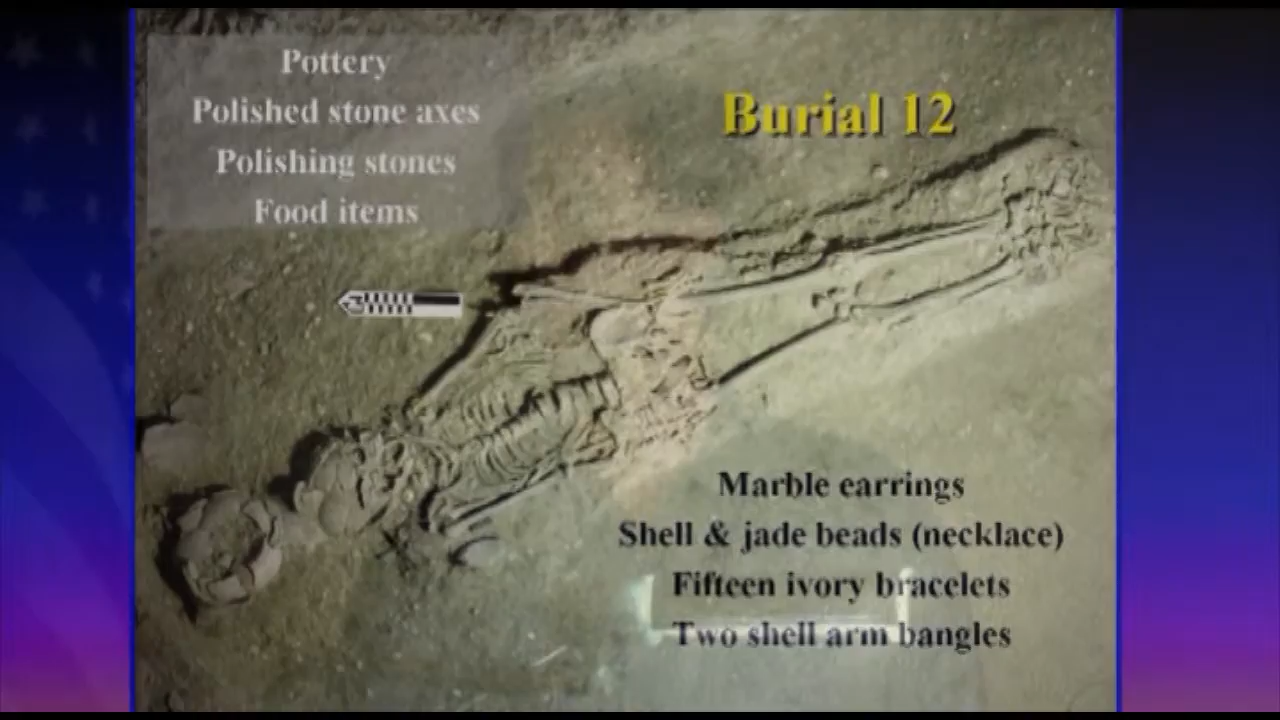 Pottery
Polished stone axes
Polishing stones
Food items
Burial 12
Marble earrings
Shell & jade beads (necklace)
Fifteen ivory bracelets
Two shell arm bangles